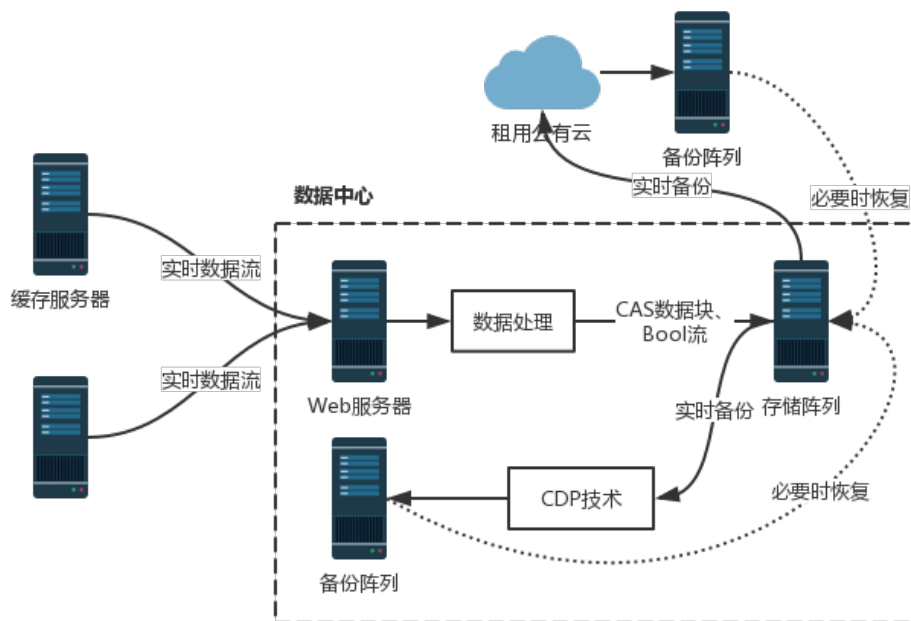 租用公有云
备份阵列
实时备份
必要时恢复
数据中心
实时数据流
缓存服务器
数据处理
CAS数据块、
Bool流
实时数据流
Web服务器
实时备份
存储阵列
必要时恢复
CDP技术
备份阵列